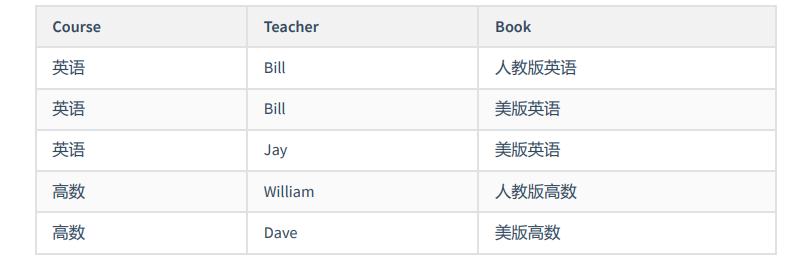 Course Teacher Book
英语 Bill 人教版英语
英语 Bill 美版英语
英语 Jay 美版英语
高数 William 人教版高数
高数 Dave 美版高数